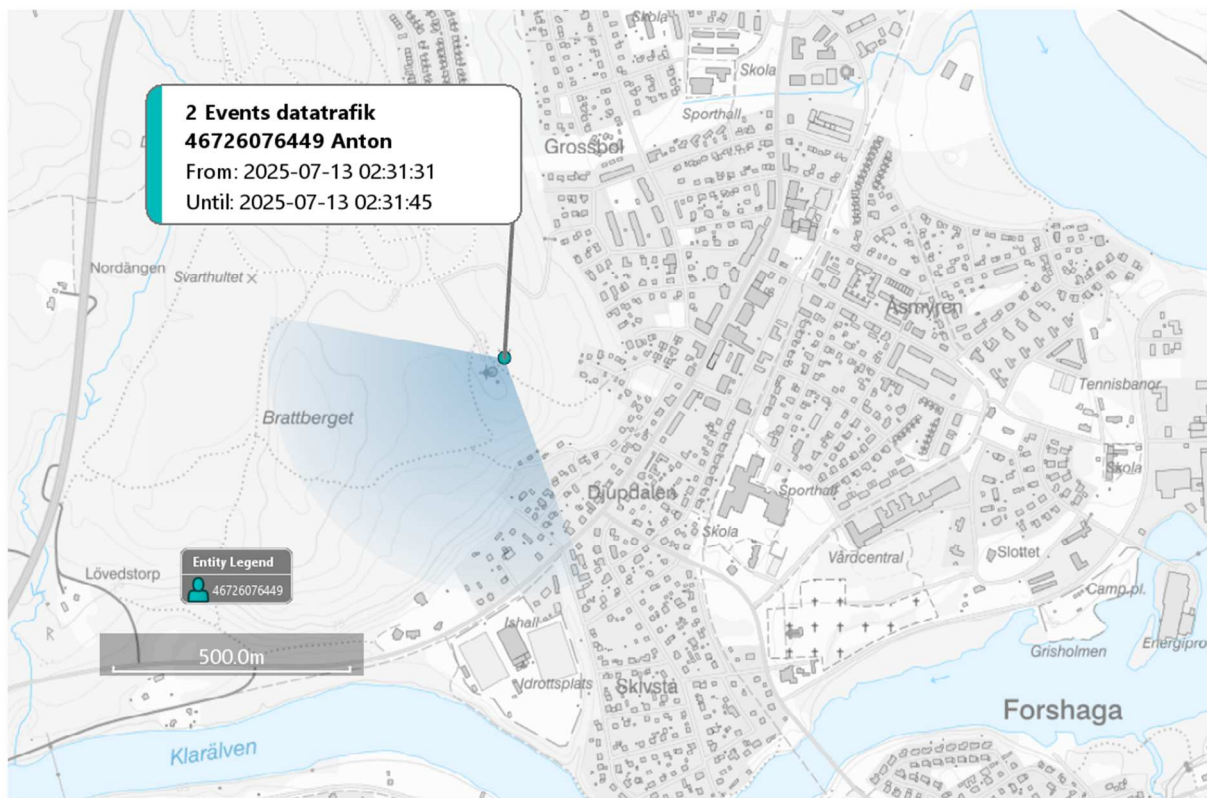 Skola
Skola
Sporthall
2 Events datatrafik
46726076449 Anton
From: 2025-07-13 02:31:31
Until: 2025-07-13 02:31:45
Grossbol
Nordängen
Svarthultet
Åsmyren
Tennisbanor
Brattberget
Skola
Djupdalen
Sporthall
Skola
Vårdcentral
Slottet
Entity Legend
46726076449
Lövedstorp
Camp.pl.
R
Ishall
Energipro
Grisholmen
500.0m
Idrottsplats
Skivsta
Forshaga
Klarälven